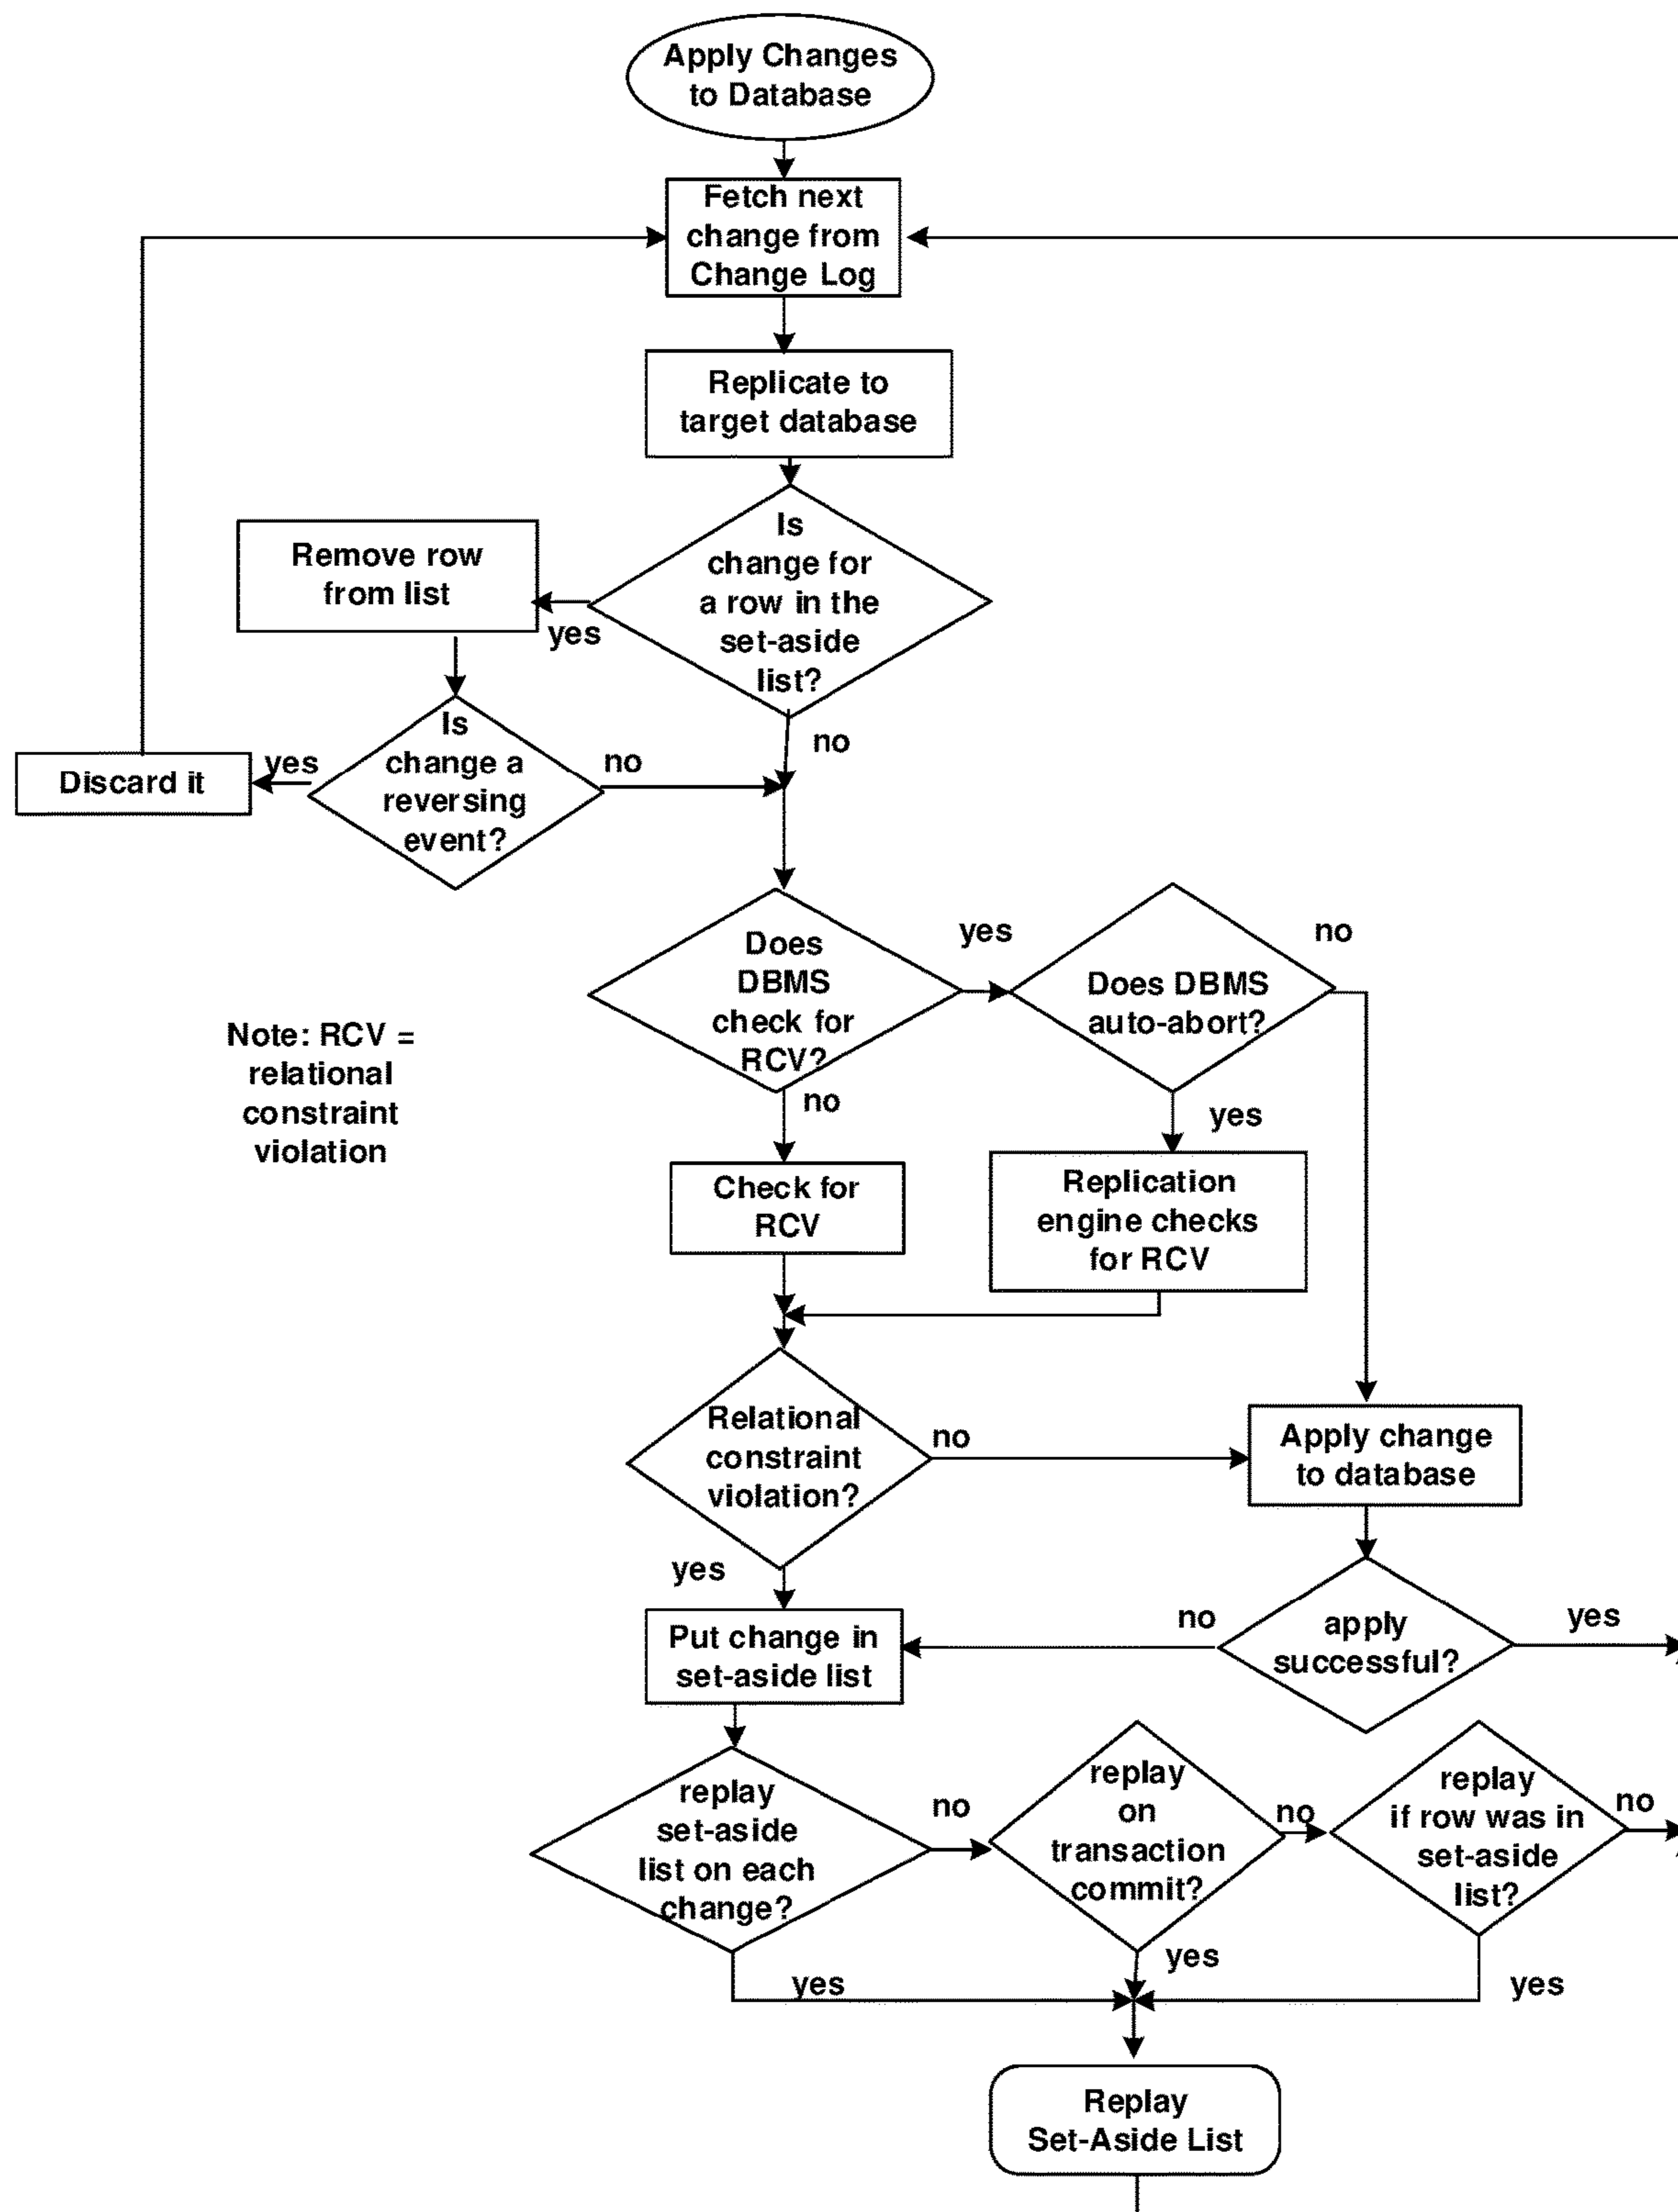 Apply Changes
to Database
Fetch next
change from
Change Log
Replicate to
target database
Is
change for
a row in the
set-aside
list?
yes
no
Remove row
from list
Is
change a
reversing
event?
yes
no
Discard it
Does
DBMS
check for
RCV?
yes
no
Does DBMS
auto-abort?
no
yes
Note: RCV =
relational
constraint
violation
Check for
RCV
Replication
engine checks
for RCV
Relational
constraint
violation?
no
yes
Apply change
to database
apply
successful?
no
yes
Put change in
set-aside list
replay
set-aside
list on each
change?
no
yes
replay
on
transaction
commit?
no
yes
replay
if row was in
set-aside
list?
no
yes
Replay
Set-Aside List